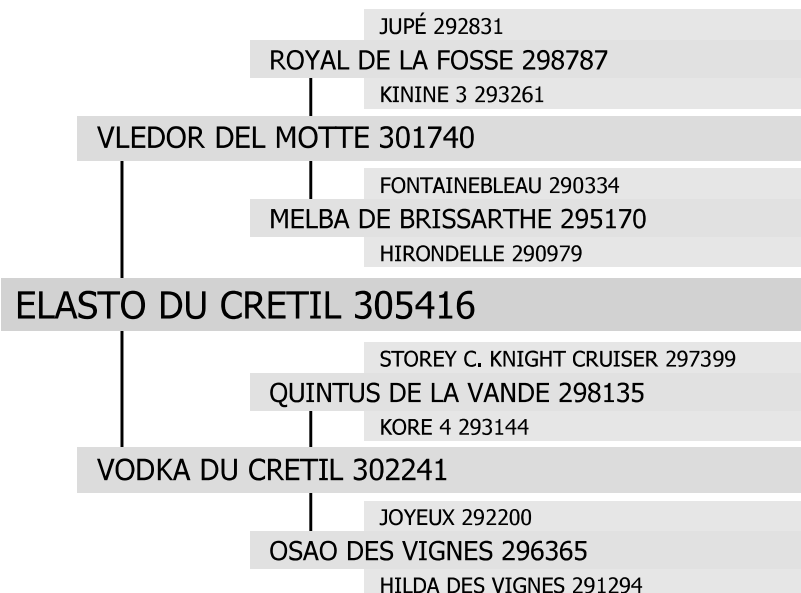 JUPÉ 292831
ROYAL DE LA FOSSE 298787
KININE 3 293261
VLEDOR DEL MOTTE 301740
FONTAINEBLEAU 290334
MELBA DE BRISSARTHE 295170
HIRONDELLE 290979
ELASTO DU CRETIL 305416
STOREY C. KNIGHT CRUISER 297399
QUINTUS DE LA VANDE 298135
KORE 4 293144
VODKA DU CRETIL 302241
JOYEUX 292200
OSAO DES VIGNES 296365
HILDA DES VIGNES 291294